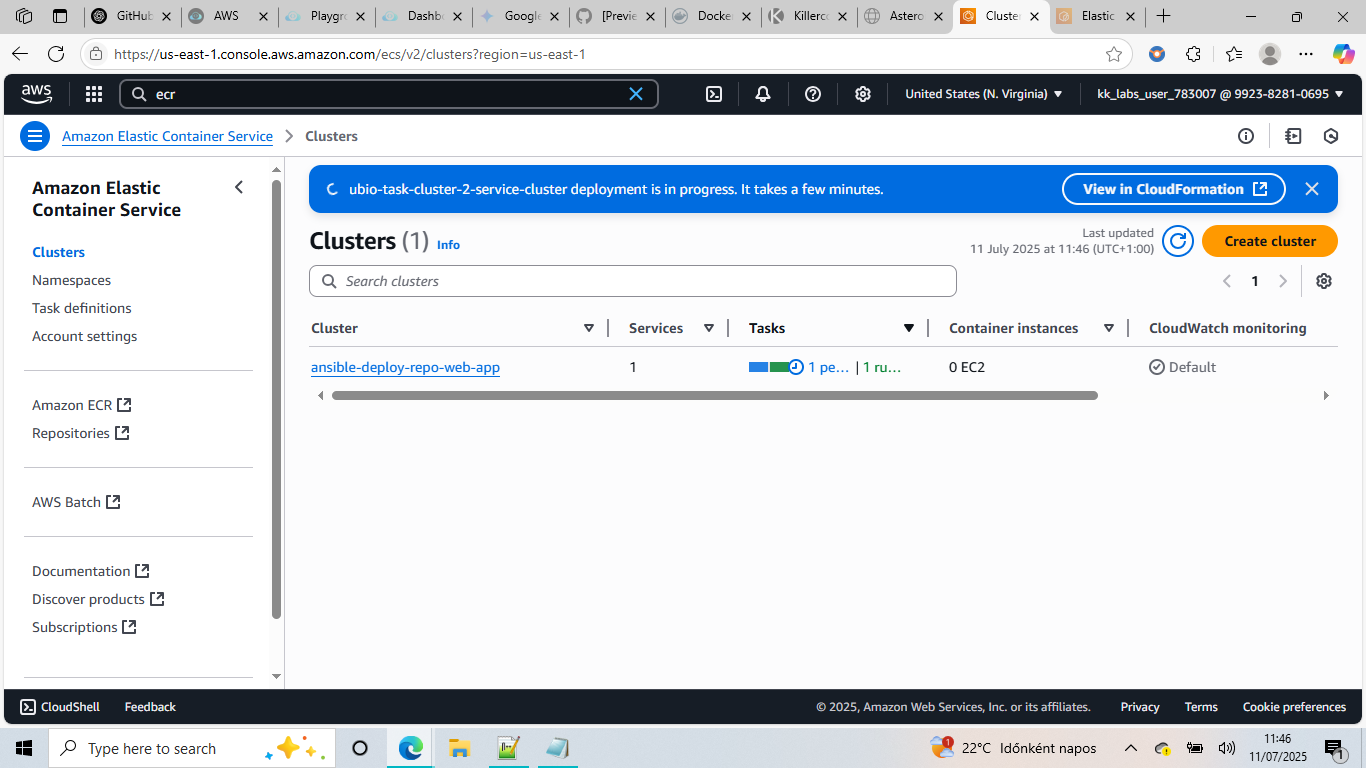 GitHub
AWS
Playgr
Dashb
Google
[Previe
Docke
Killerc
Astero
Cluster
Elastic
https://us-east-1.console.aws.amazon.com/ecs/v2/clusters?region=us-east-1
aws
ecr
United States (N. Virginia)
kk_labs_user_783007 @ 9923-8281-0695
Amazon Elastic Container Service
Clusters
Amazon Elastic
Container Service
Clusters
Namespaces
Task definitions
Account settings
Amazon ECR
Repositories
AWS Batch
Documentation
Discover products
Subscriptions
ubio-task-cluster-2-service-cluster deployment is in progress. It takes a few minutes.
View in CloudFormation
Clusters (1) Info
Last updated
11 July 2025 at 11:46 (UTC+1:00)
Create cluster
Search clusters
1
Cluster Services Tasks Container instances CloudWatch monitoring
ansible-deploy-repo-web-app 1 1 pe… | 1 ru… 0 EC2 Default
CloudShell Feedback © 2025, Amazon Web Services, Inc. or its affiliates. Privacy Terms Cookie preferences
Type here to search
1
22°C Időnként napos
11:46
11/07/2025
1